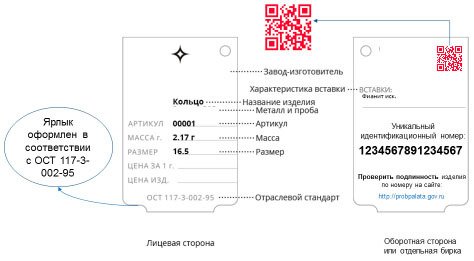 Завод-изготовитель
Кольцо Название изделия
Металл и проба
АРТИКУЛ 00001 Артикул
МАССА г. 2.17 г Масса
РАЗМЕР 16.5 Размер
ЦЕНА ЗА 1 г.
ЦЕНА ИЗД.
ОСТ 117-3-002-95 Отраслевой стандарт
Лицевая сторона
Ярлык
оформлен в
соответствии
с ОСТ 117-3-
002-95
Характеристика вставки
ВСТАВКИ:
Фианит иск.
Уникальный
идентификационный номер:
1234567891234567
Проверить подлинность изделия
по номеру на сайте:
http://probpalata.gov.ru
Оборотная сторона
или отдельная бирка